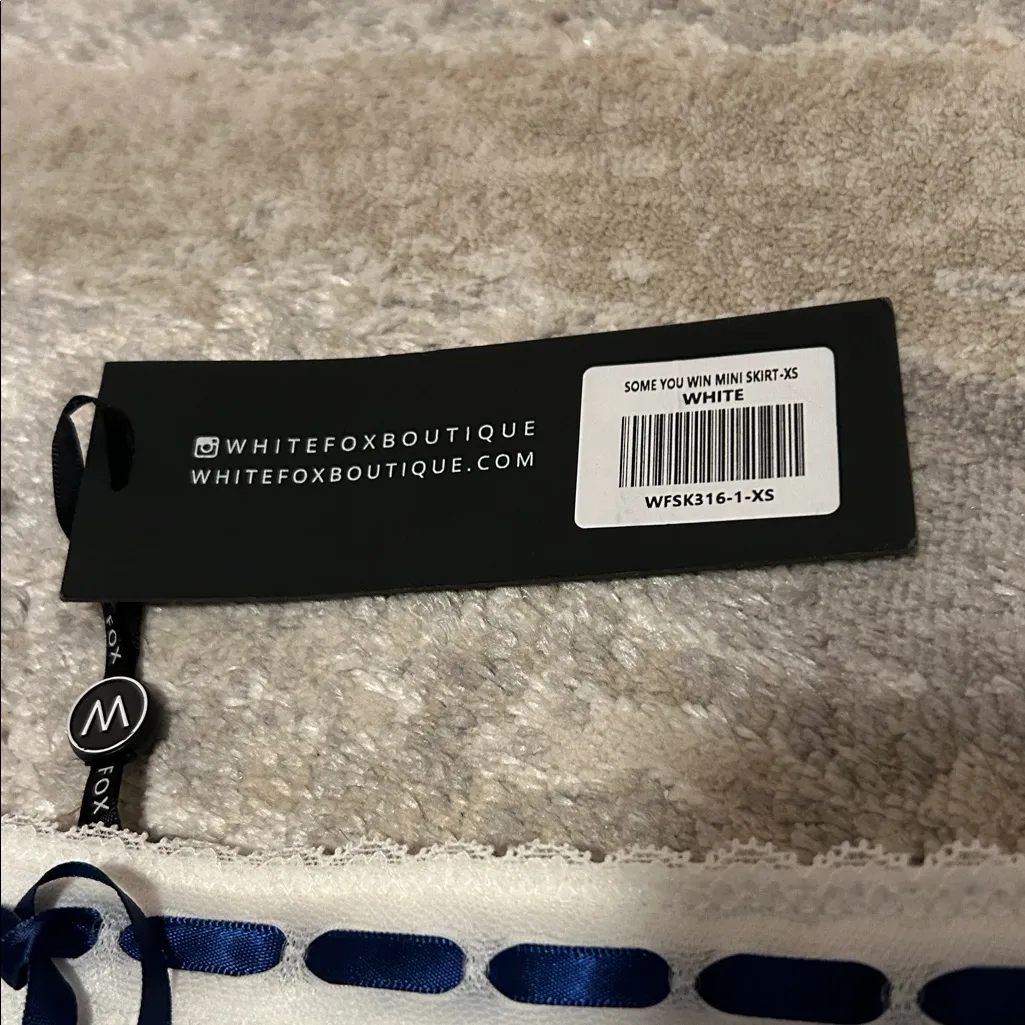 WHITEFOXBOUTIQUE
WHITEFOXBOUTIQUE.COM
SOME YOU WIN MINI SKIRT-XS
WHITE
WFSK316-1-XS
FOX
W
FOX